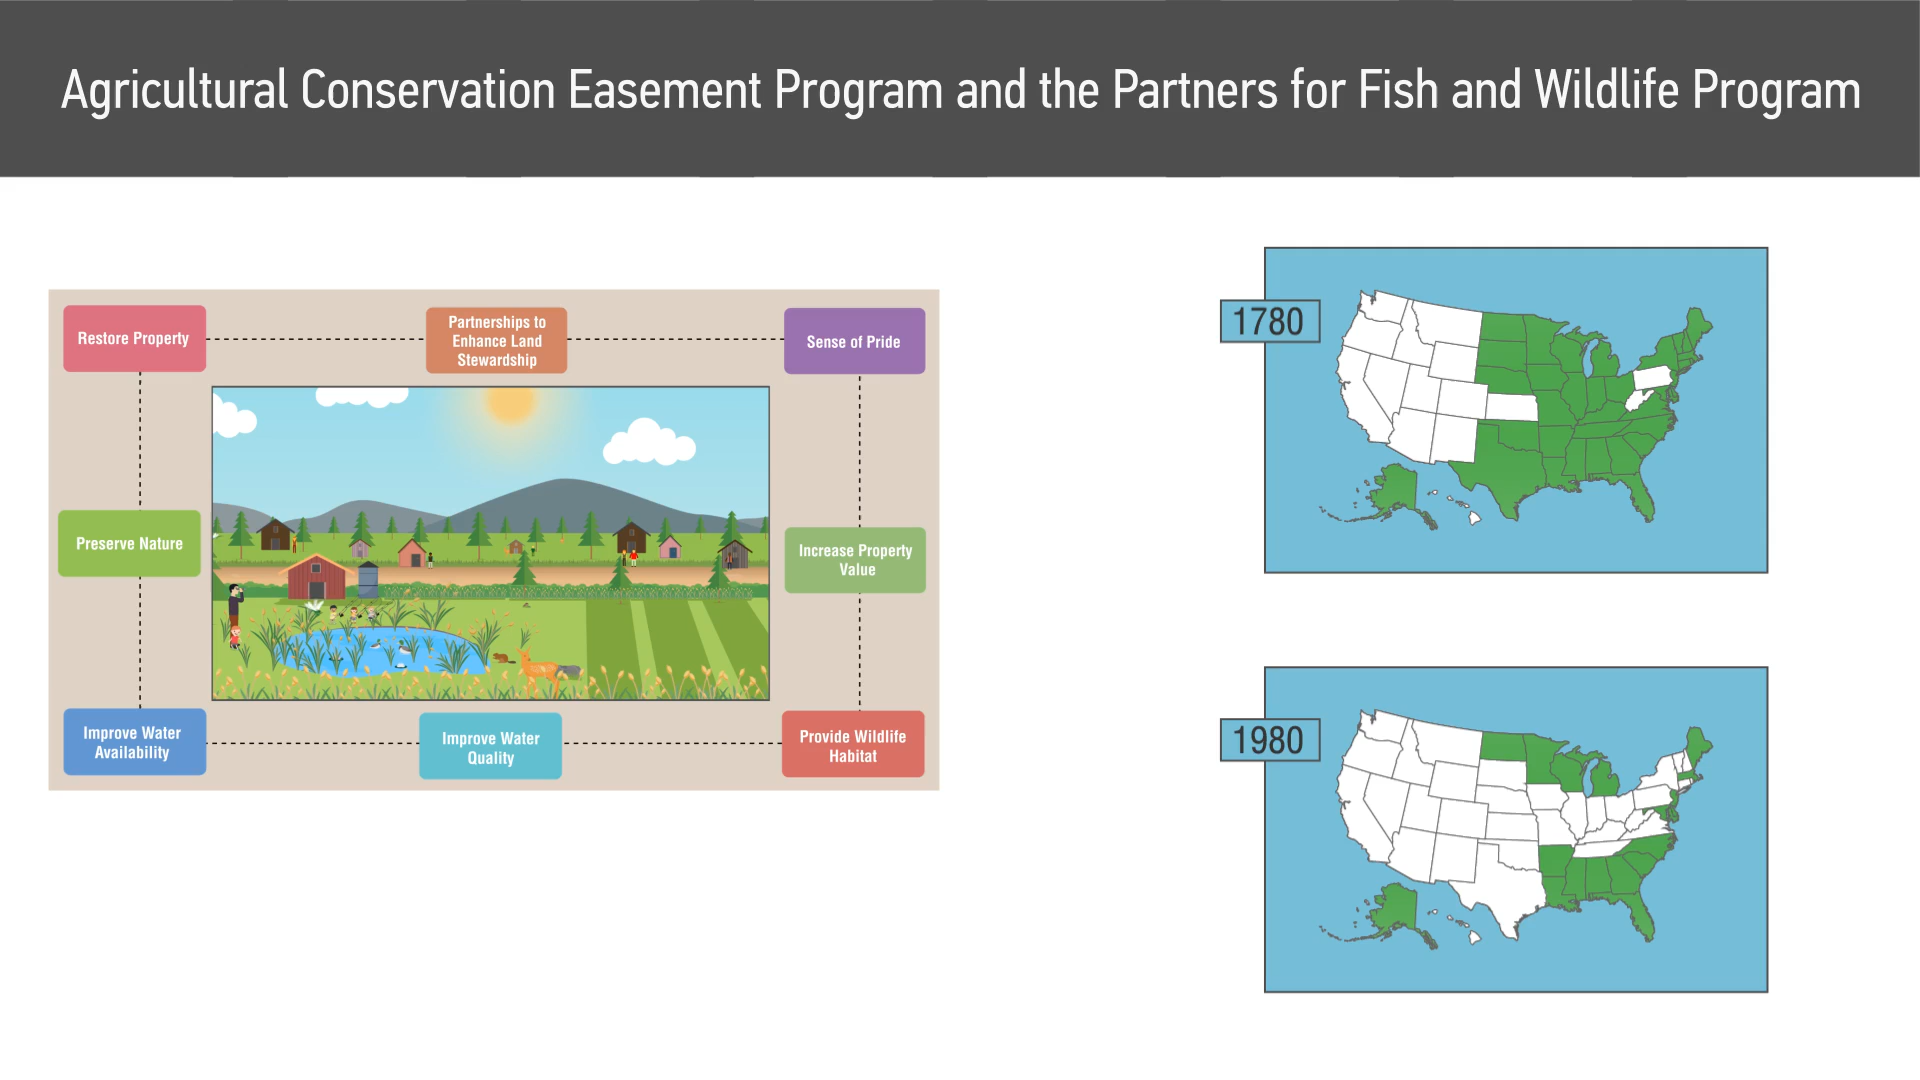 Agricultural Conservation Easement Program and the Partners for Fish and Wildlife Program
Restore Property
Partnerships to
Enhance Land
Stewardship
Sense of Pride
Preserve Nature
Increase Property
Value
Improve Water
Availability
Improve Water
Quality
Provide Wildlife
Habitat
1780
1980